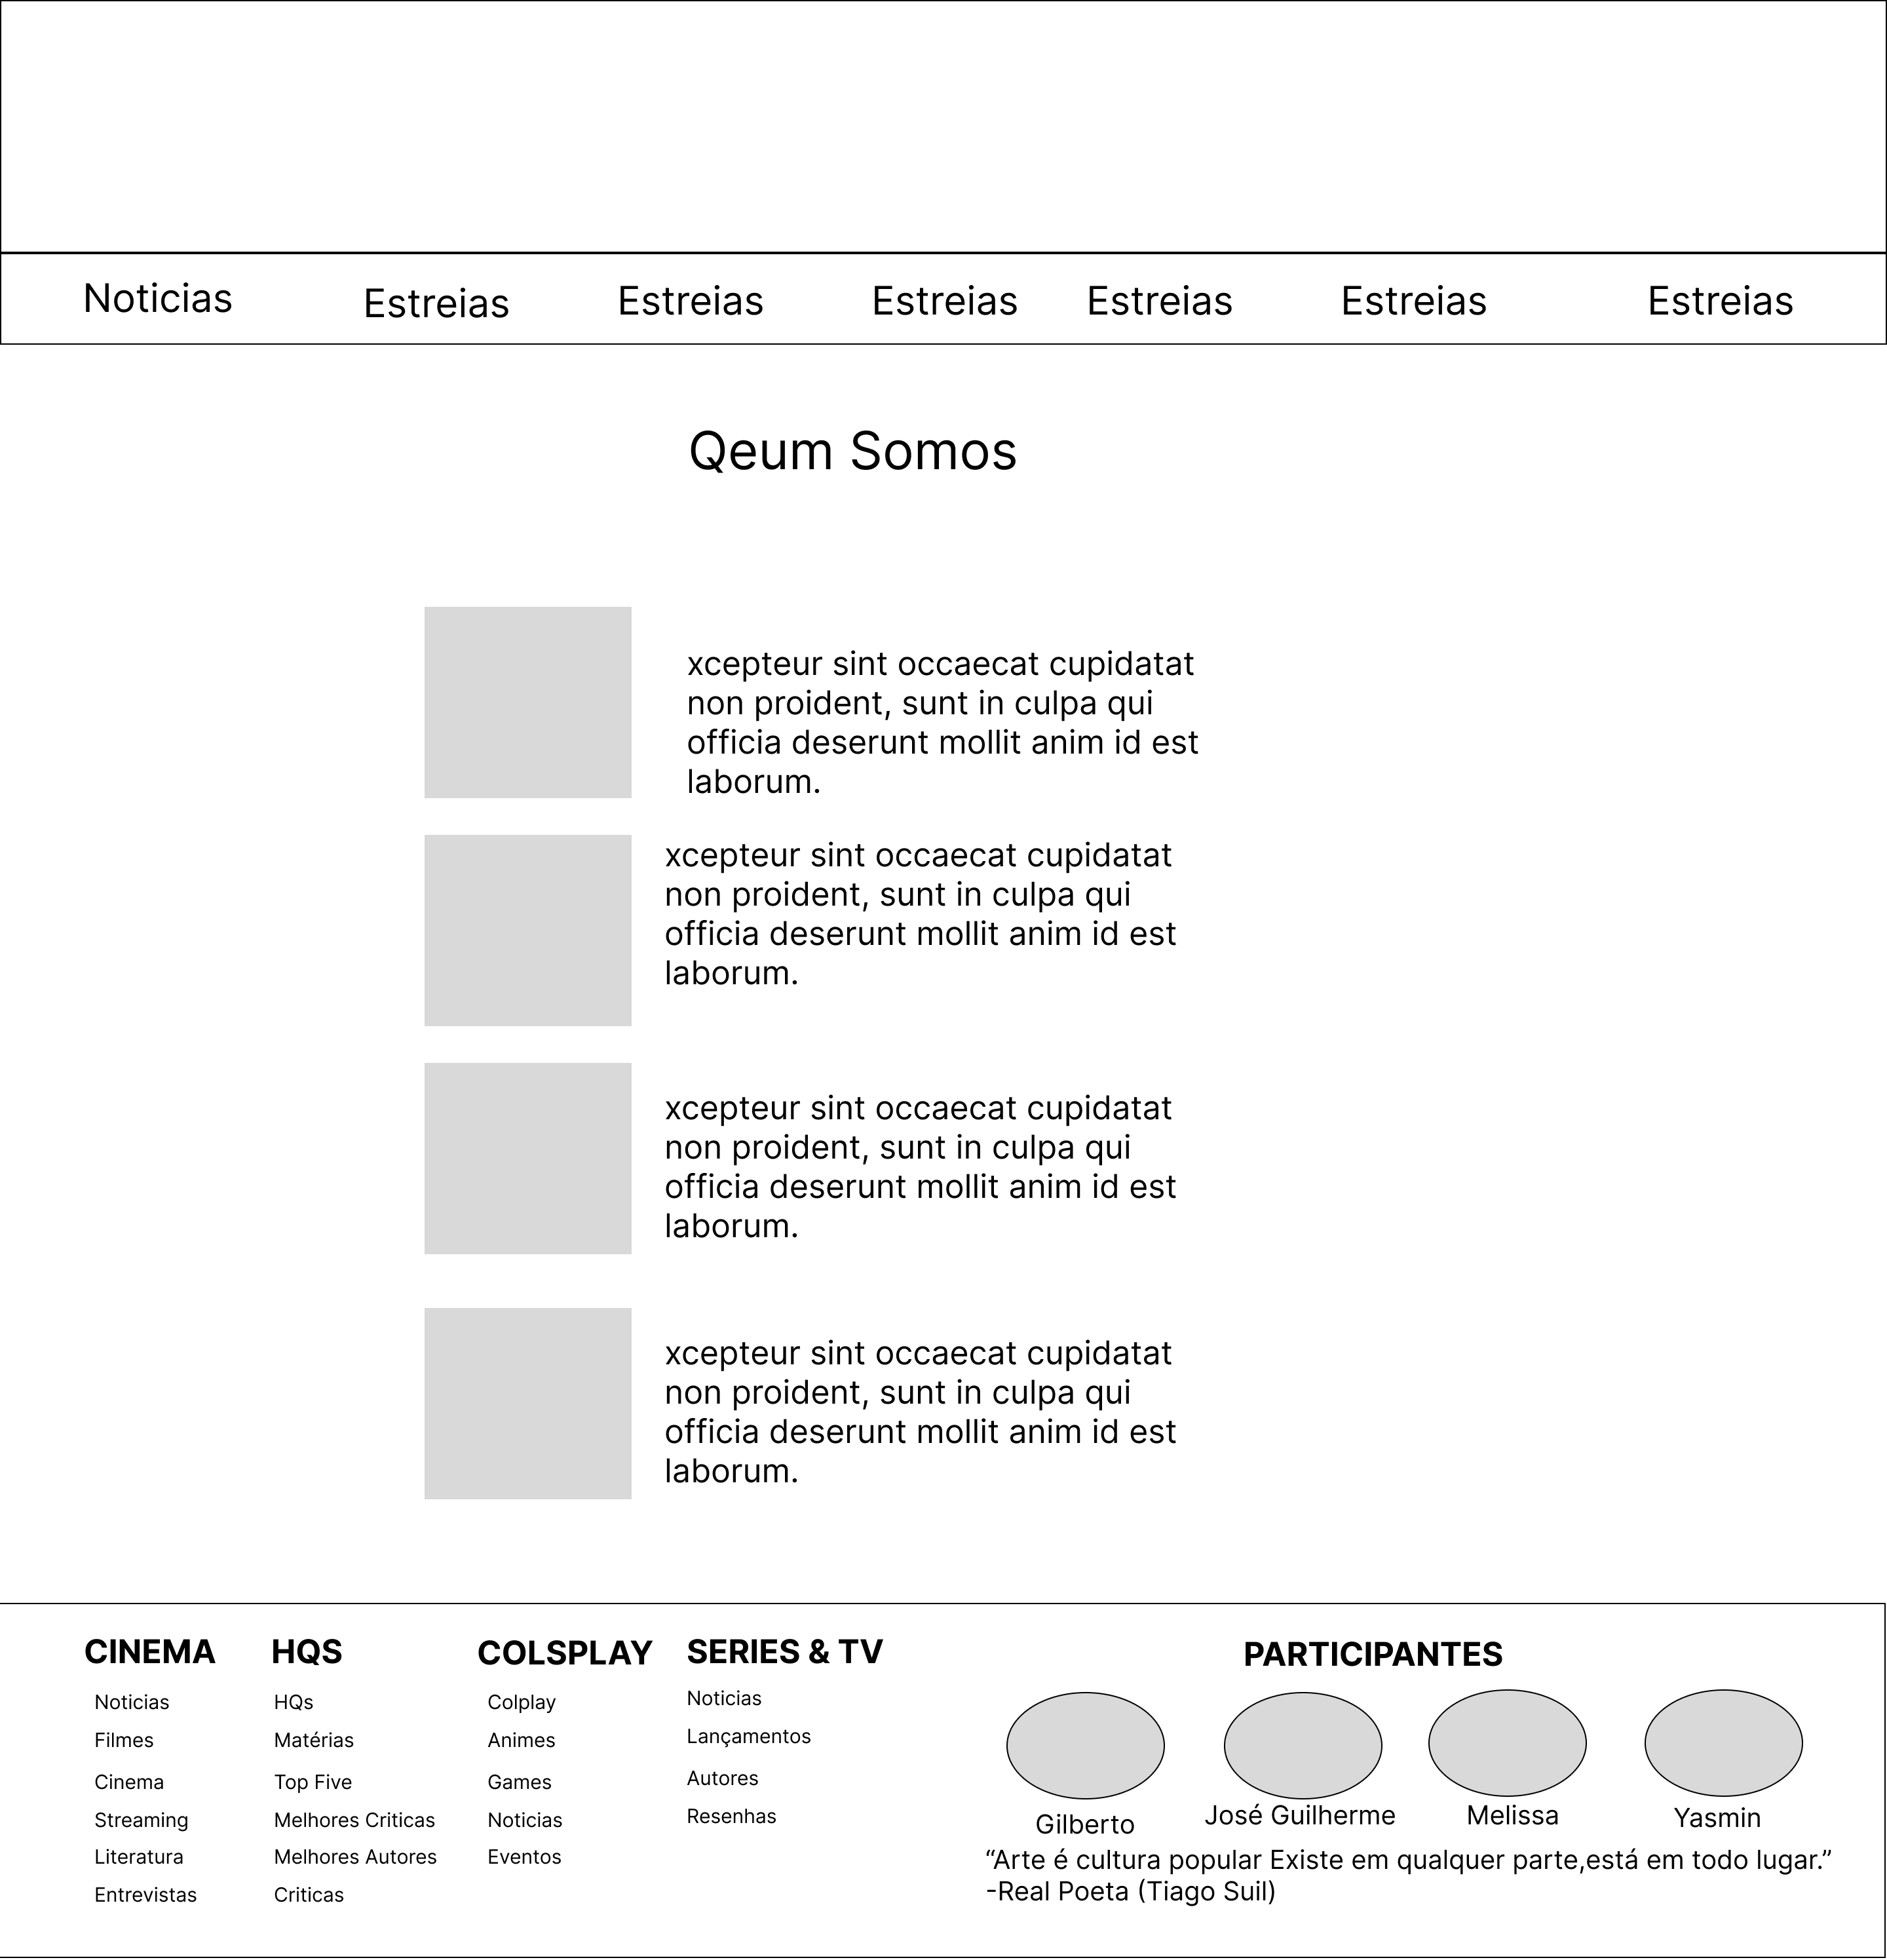 Noticias
Estreias
Estreias
Estreias
Estreias
Estreias
Estreias
Qeum Somos
xcepteur sint occaecat cupidatat
non proident, sunt in culpa qui
officia deserunt mollit anim id est
laborum.
xcepteur sint occaecat cupidatat
non proident, sunt in culpa qui
officia deserunt mollit anim id est
laborum.
xcepteur sint occaecat cupidatat
non proident, sunt in culpa qui
officia deserunt mollit anim id est
laborum.
xcepteur sint occaecat cupidatat
non proident, sunt in culpa qui
officia deserunt mollit anim id est
laborum.
CINEMA
Noticias
Filmes
Cinema
Streaming
Literatura
Entrevistas
HQS
HQs
Matérias
Top Five
Melhores Criticas
Melhores Autores
Criticas
COLSPLAY
Colplay
Animes
Games
Noticias
Eventos
SERIES & TV
Noticias
Lançamentos
Autores
Resenhas
PARTICIPANTES
Gilberto
José Guilherme
Melissa
Yasmin
“Arte é cultura popular Existe em qualquer parte,está em todo lugar.”
-Real Poeta (Tiago Suil)